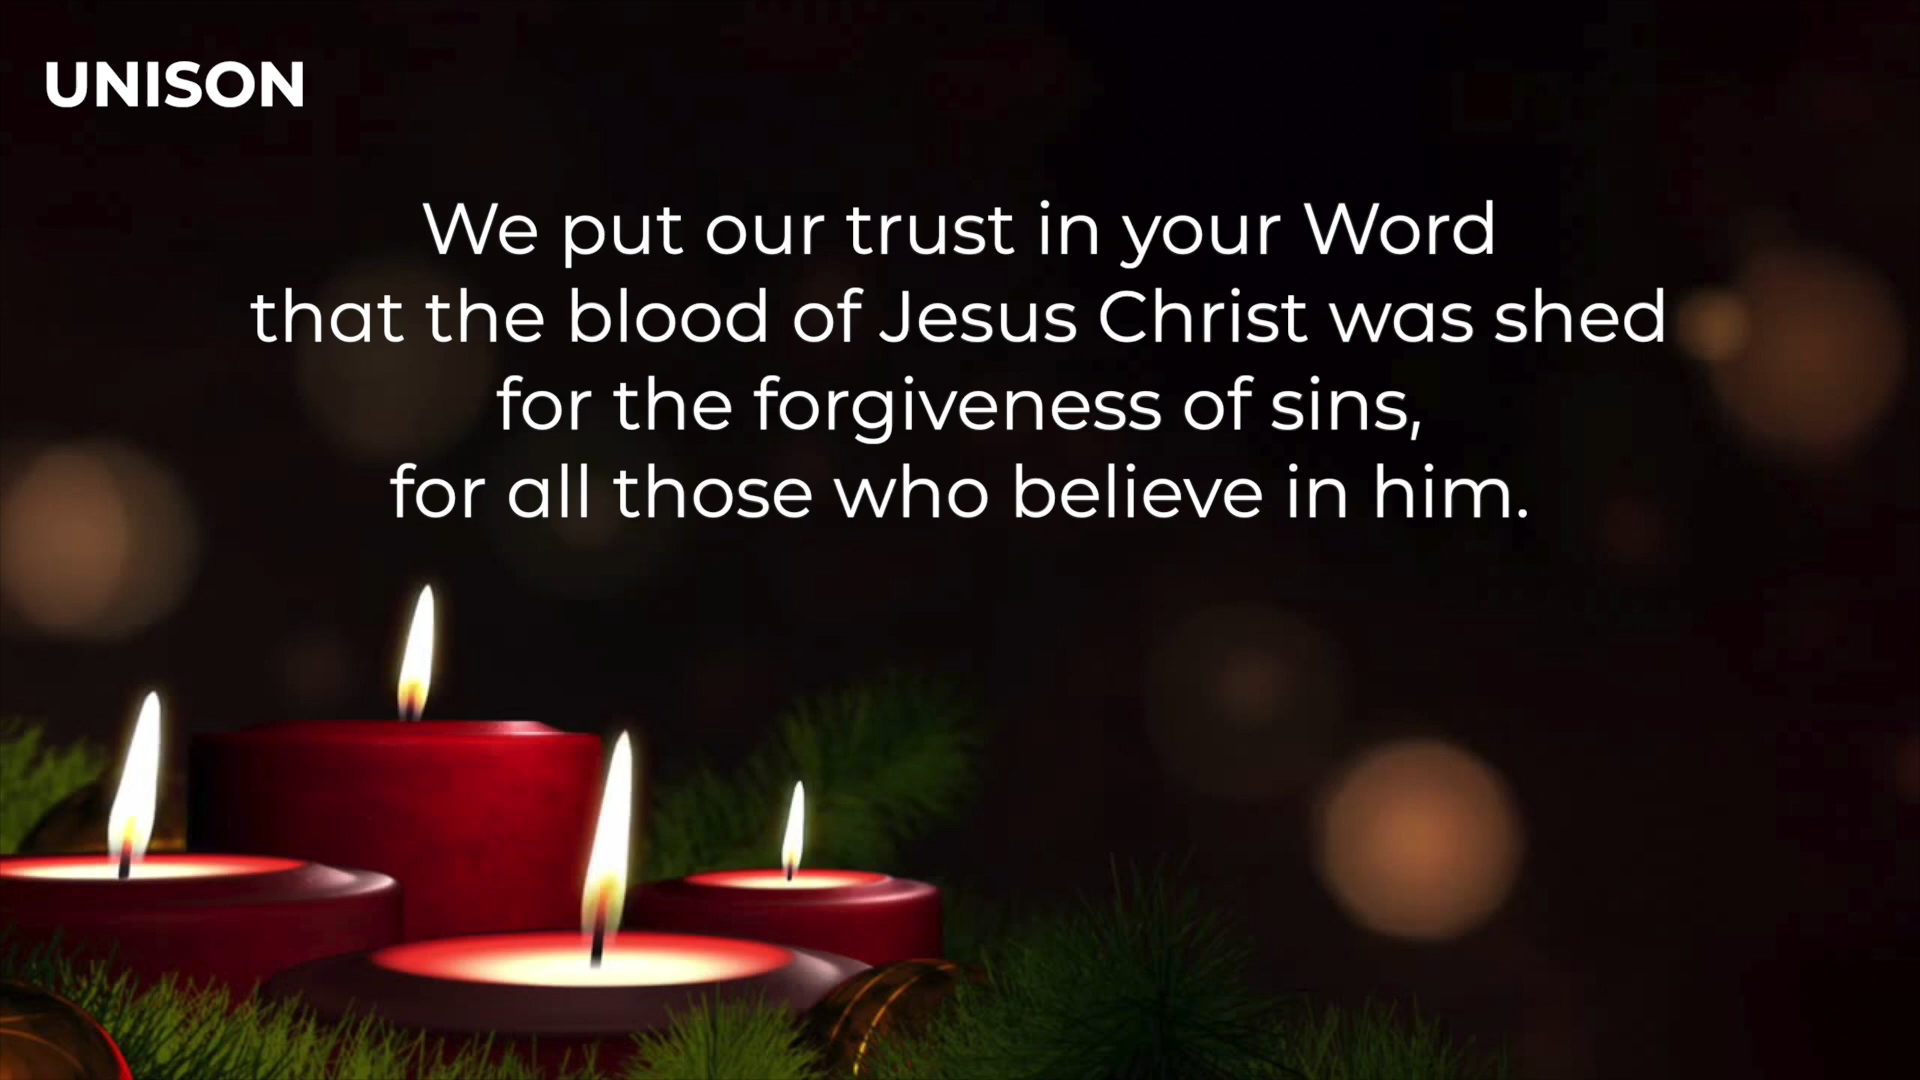 UNISON
We put our trust in your Word
that the blood of Jesus Christ was shed
for the forgiveness of sins,
for all those who believe in him.